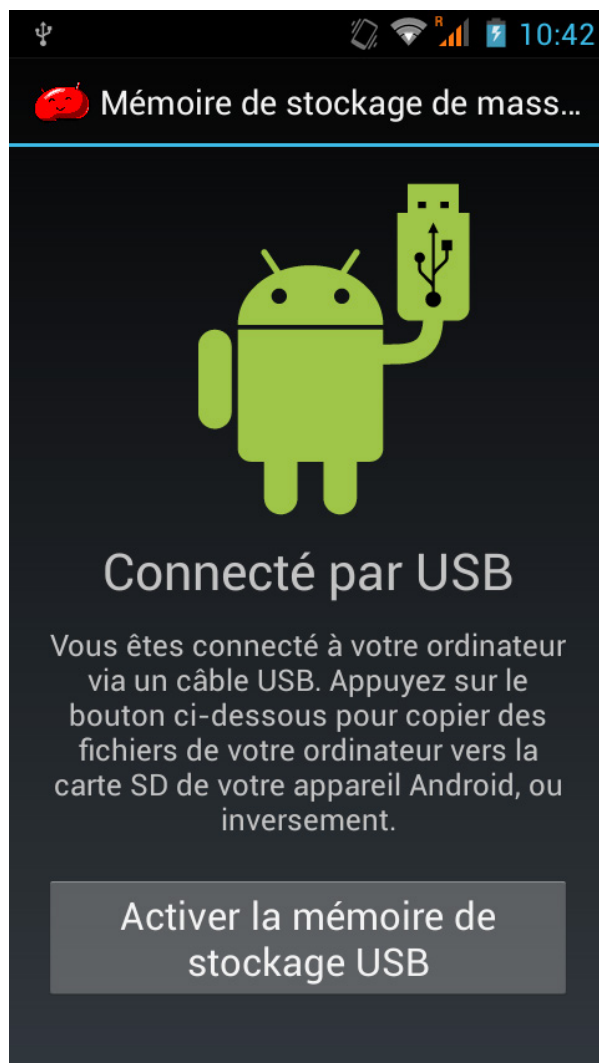 R
10:42
Mémoire de stockage de mass...
Connecté par USB
Vous êtes connecté à votre ordinateur
via un câble USB. Appuyez sur le
bouton ci-dessous pour copier des
fichiers de votre ordinateur vers la
carte SD de votre appareil Android, ou
inversement.
Activer la mémoire de
stockage USB